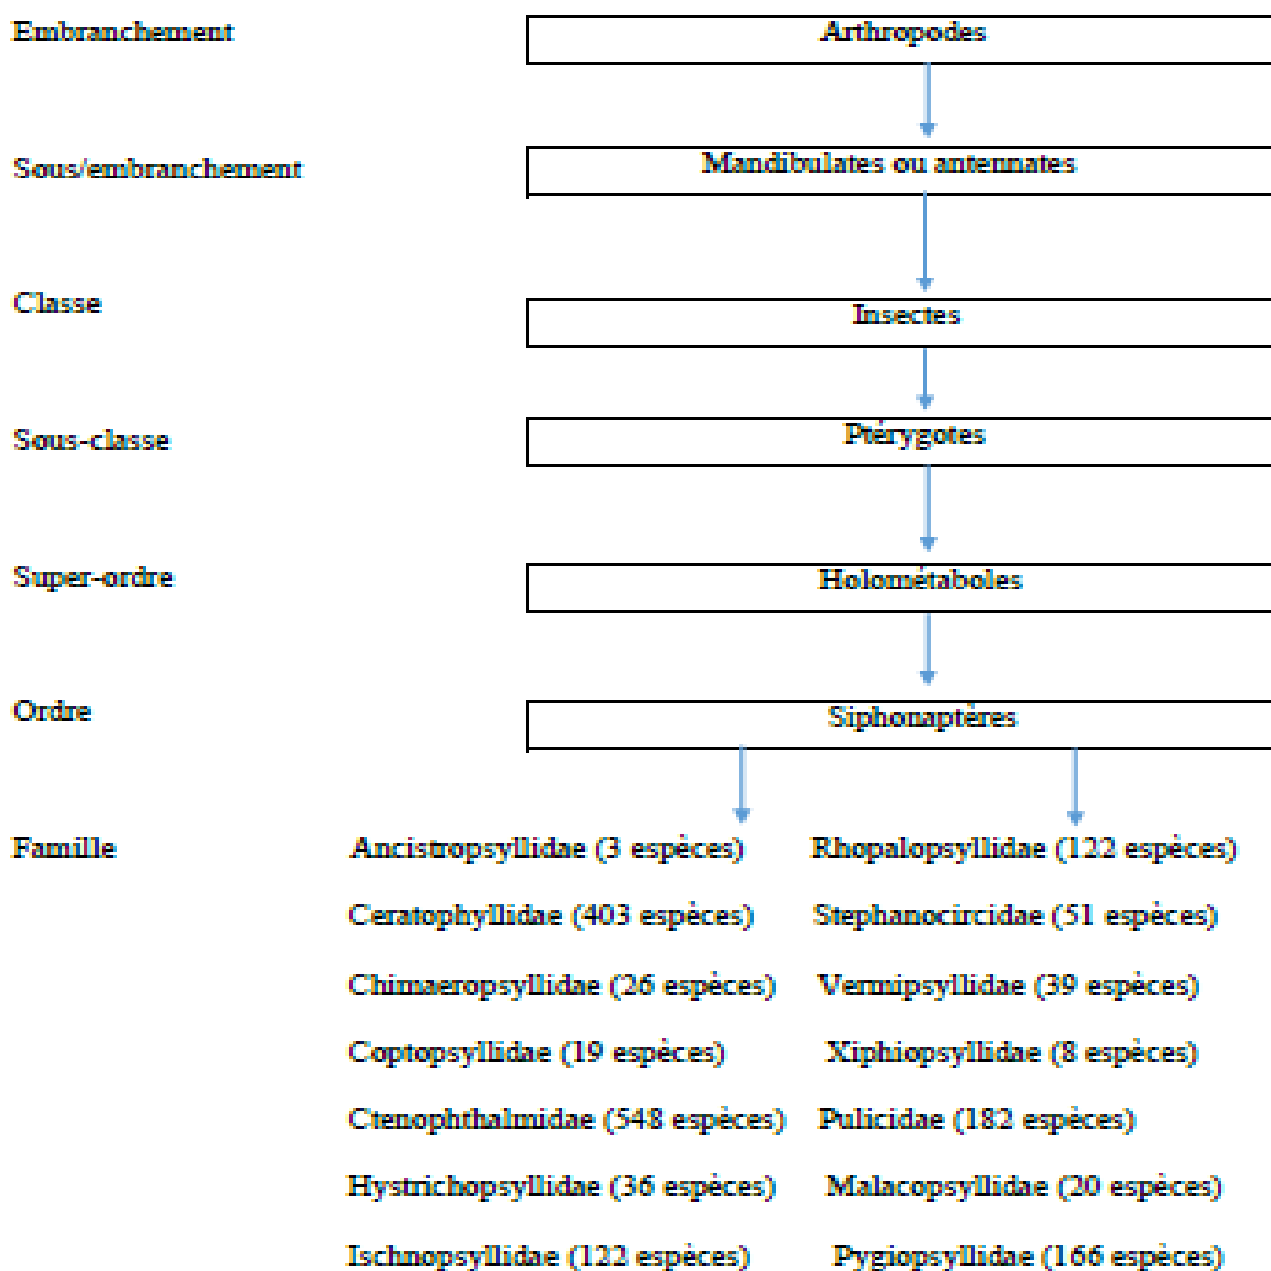 Embranchement Arthropodes
Sous/embranchement Mandibulates ou antennates
Classe Insectes
Sous-classe Ptérygotes
Super-ordre Holométaboles
Ordre Siphonaptères
Famille Ancistropsyllidae (3 espèces) Rhopalopsyllidae (122 espèces)
Ceratophyllidae (403 espèces) Stephanocircidae (51 espèces)
Chimaeropsyllidae (26 espèces) Vermipsyllidae (39 espèces)
Coptopsyllidae (19 espèces) Xiphiopsyllidae (8 espèces)
Ctenophthalmidae (548 espèces) Pulicidae (182 espèces)
Hystrichopsyllidae (36 espèces) Malacopsyllidae (20 espèces)
Ischnopsyllidae (122 espèces) Pygiopsyllidae (166 espèces)